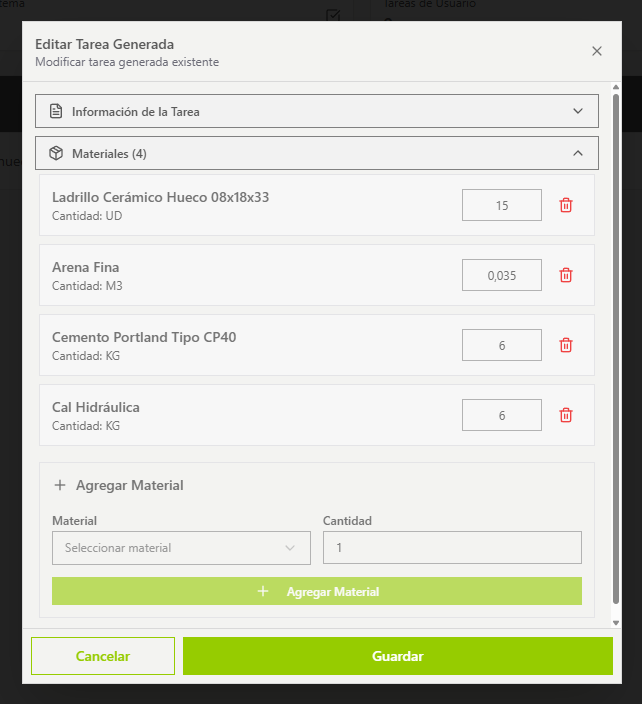 Tareas de Usuario
Editar Tarea Generada
Modificar tarea generada existente
Información de la Tarea
Materiales (4)
Ladrillo Cerámico Hueco 08x18x33
Cantidad: UD
15
Arena Fina
Cantidad: M3
0,035
Cemento Portland Tipo CP40
Cantidad: KG
6
Cal Hidráulica
Cantidad: KG
6
Agregar Material
Material
Cantidad
Seleccionar material
1
Agregar Material
Cancelar
Guardar